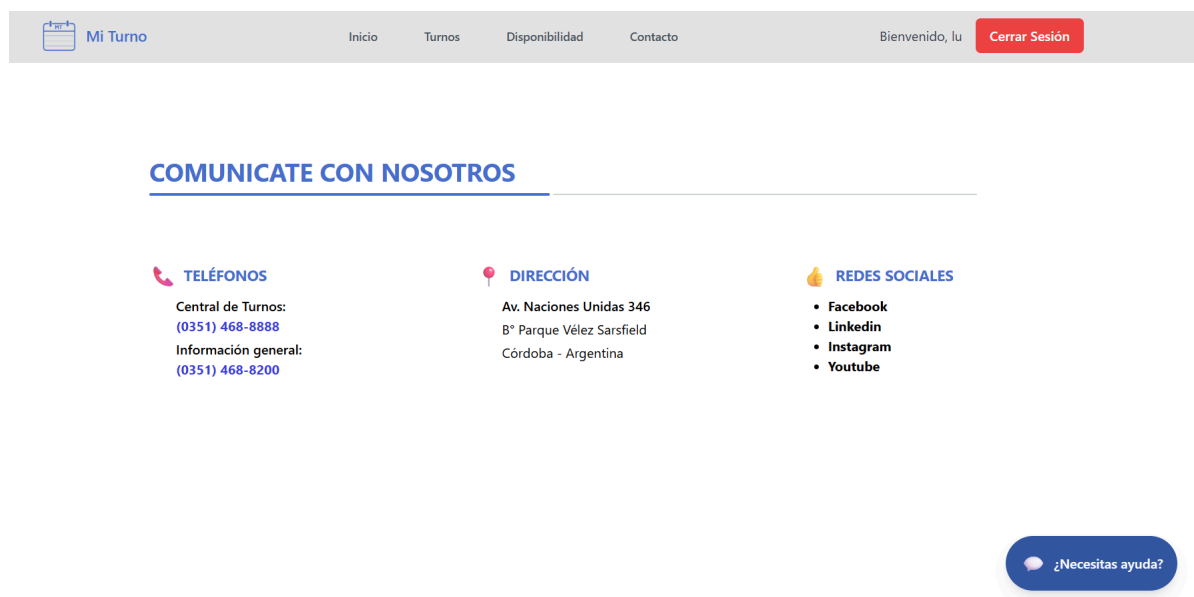 MI
Mi Turno
Inicio
Turnos
Disponibilidad
Contacto
Bienvenido, lu
Cerrar Sesión
COMUNICATE CON NOSOTROS
TELÉFONOS
Central de Turnos:
(0351) 468-8888
Información general:
(0351) 468-8200
DIRECCIÓN
Av. Naciones Unidas 346
B° Parque Vélez Sarsfield
Córdoba - Argentina
REDES SOCIALES
Facebook
Linkedin
Instagram
Youtube
¿Necesitas ayuda?